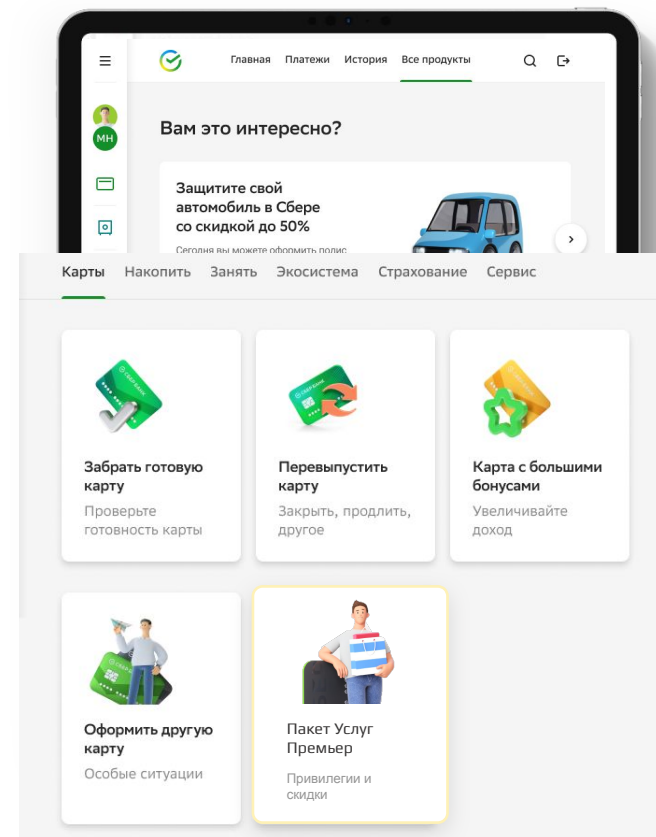 Главная Платежи История Все продукты
МН
Вам это интересно?
Защитите свой
автомобиль в Сбере
со скидкой до 50%
Сегодня вы можете оформить полис
Карты Накопить Занять Экосистема Страхование Сервис
СБЕРБАНК
СБЕРБАНК
Забрать готовую
карту
Проверьте
готовность карты
Перевыпустить
карту
Закрыть, продлить,
другое
Карта с большими
бонусами
Увеличивайте
доход
Оформить другую
карту
Особые ситуации
Пакет Услуг
Премьер
Привилегии и
скидки